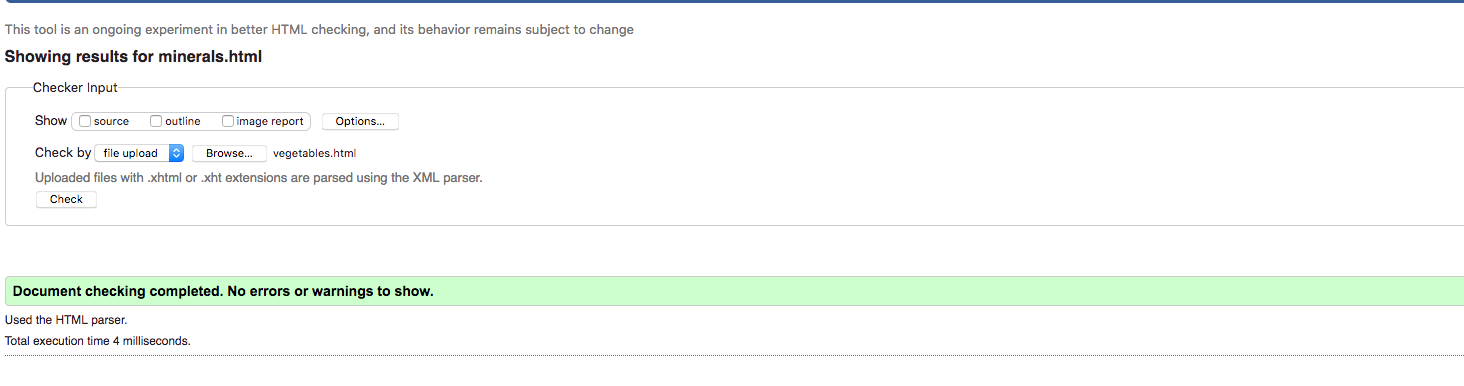 This tool is an ongoing experiment in better HTML checking, and its behavior remains subject to change
Showing results for minerals.html
Checker Input
Show source outline image report Options...
Check by file upload Browse... vegetables.html
Uploaded files with .xhtml or .xht extensions are parsed using the XML parser.
Check
Document checking completed. No errors or warnings to show.
Used the HTML parser.
Total execution time 4 milliseconds.